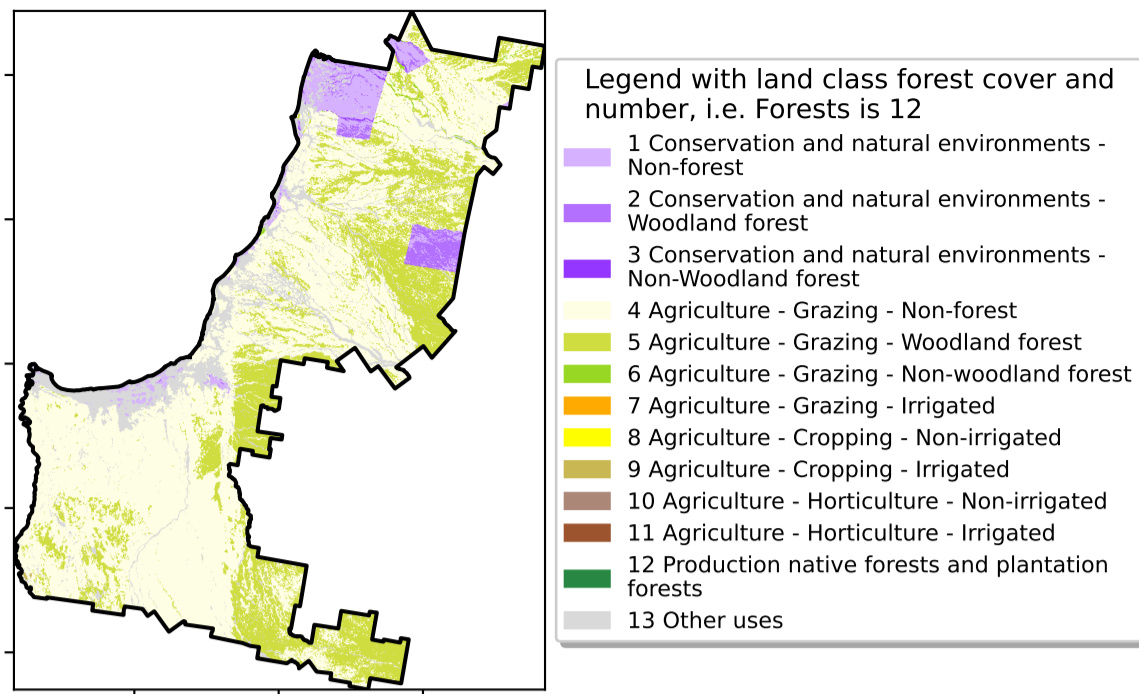 Legend with land class forest cover and
number, i.e. Forests is 12
1 Conservation and natural environments -
Non-forest
2 Conservation and natural environments -
Woodland forest
3 Conservation and natural environments -
Non-Woodland forest
4 Agriculture - Grazing - Non-forest
5 Agriculture - Grazing - Woodland forest
6 Agriculture - Grazing - Non-woodland forest
7 Agriculture - Grazing - Irrigated
8 Agriculture - Cropping - Non-irrigated
9 Agriculture - Cropping - Irrigated
10 Agriculture - Horticulture - Non-irrigated
11 Agriculture - Horticulture - Irrigated
12 Production native forests and plantation
forests
13 Other uses